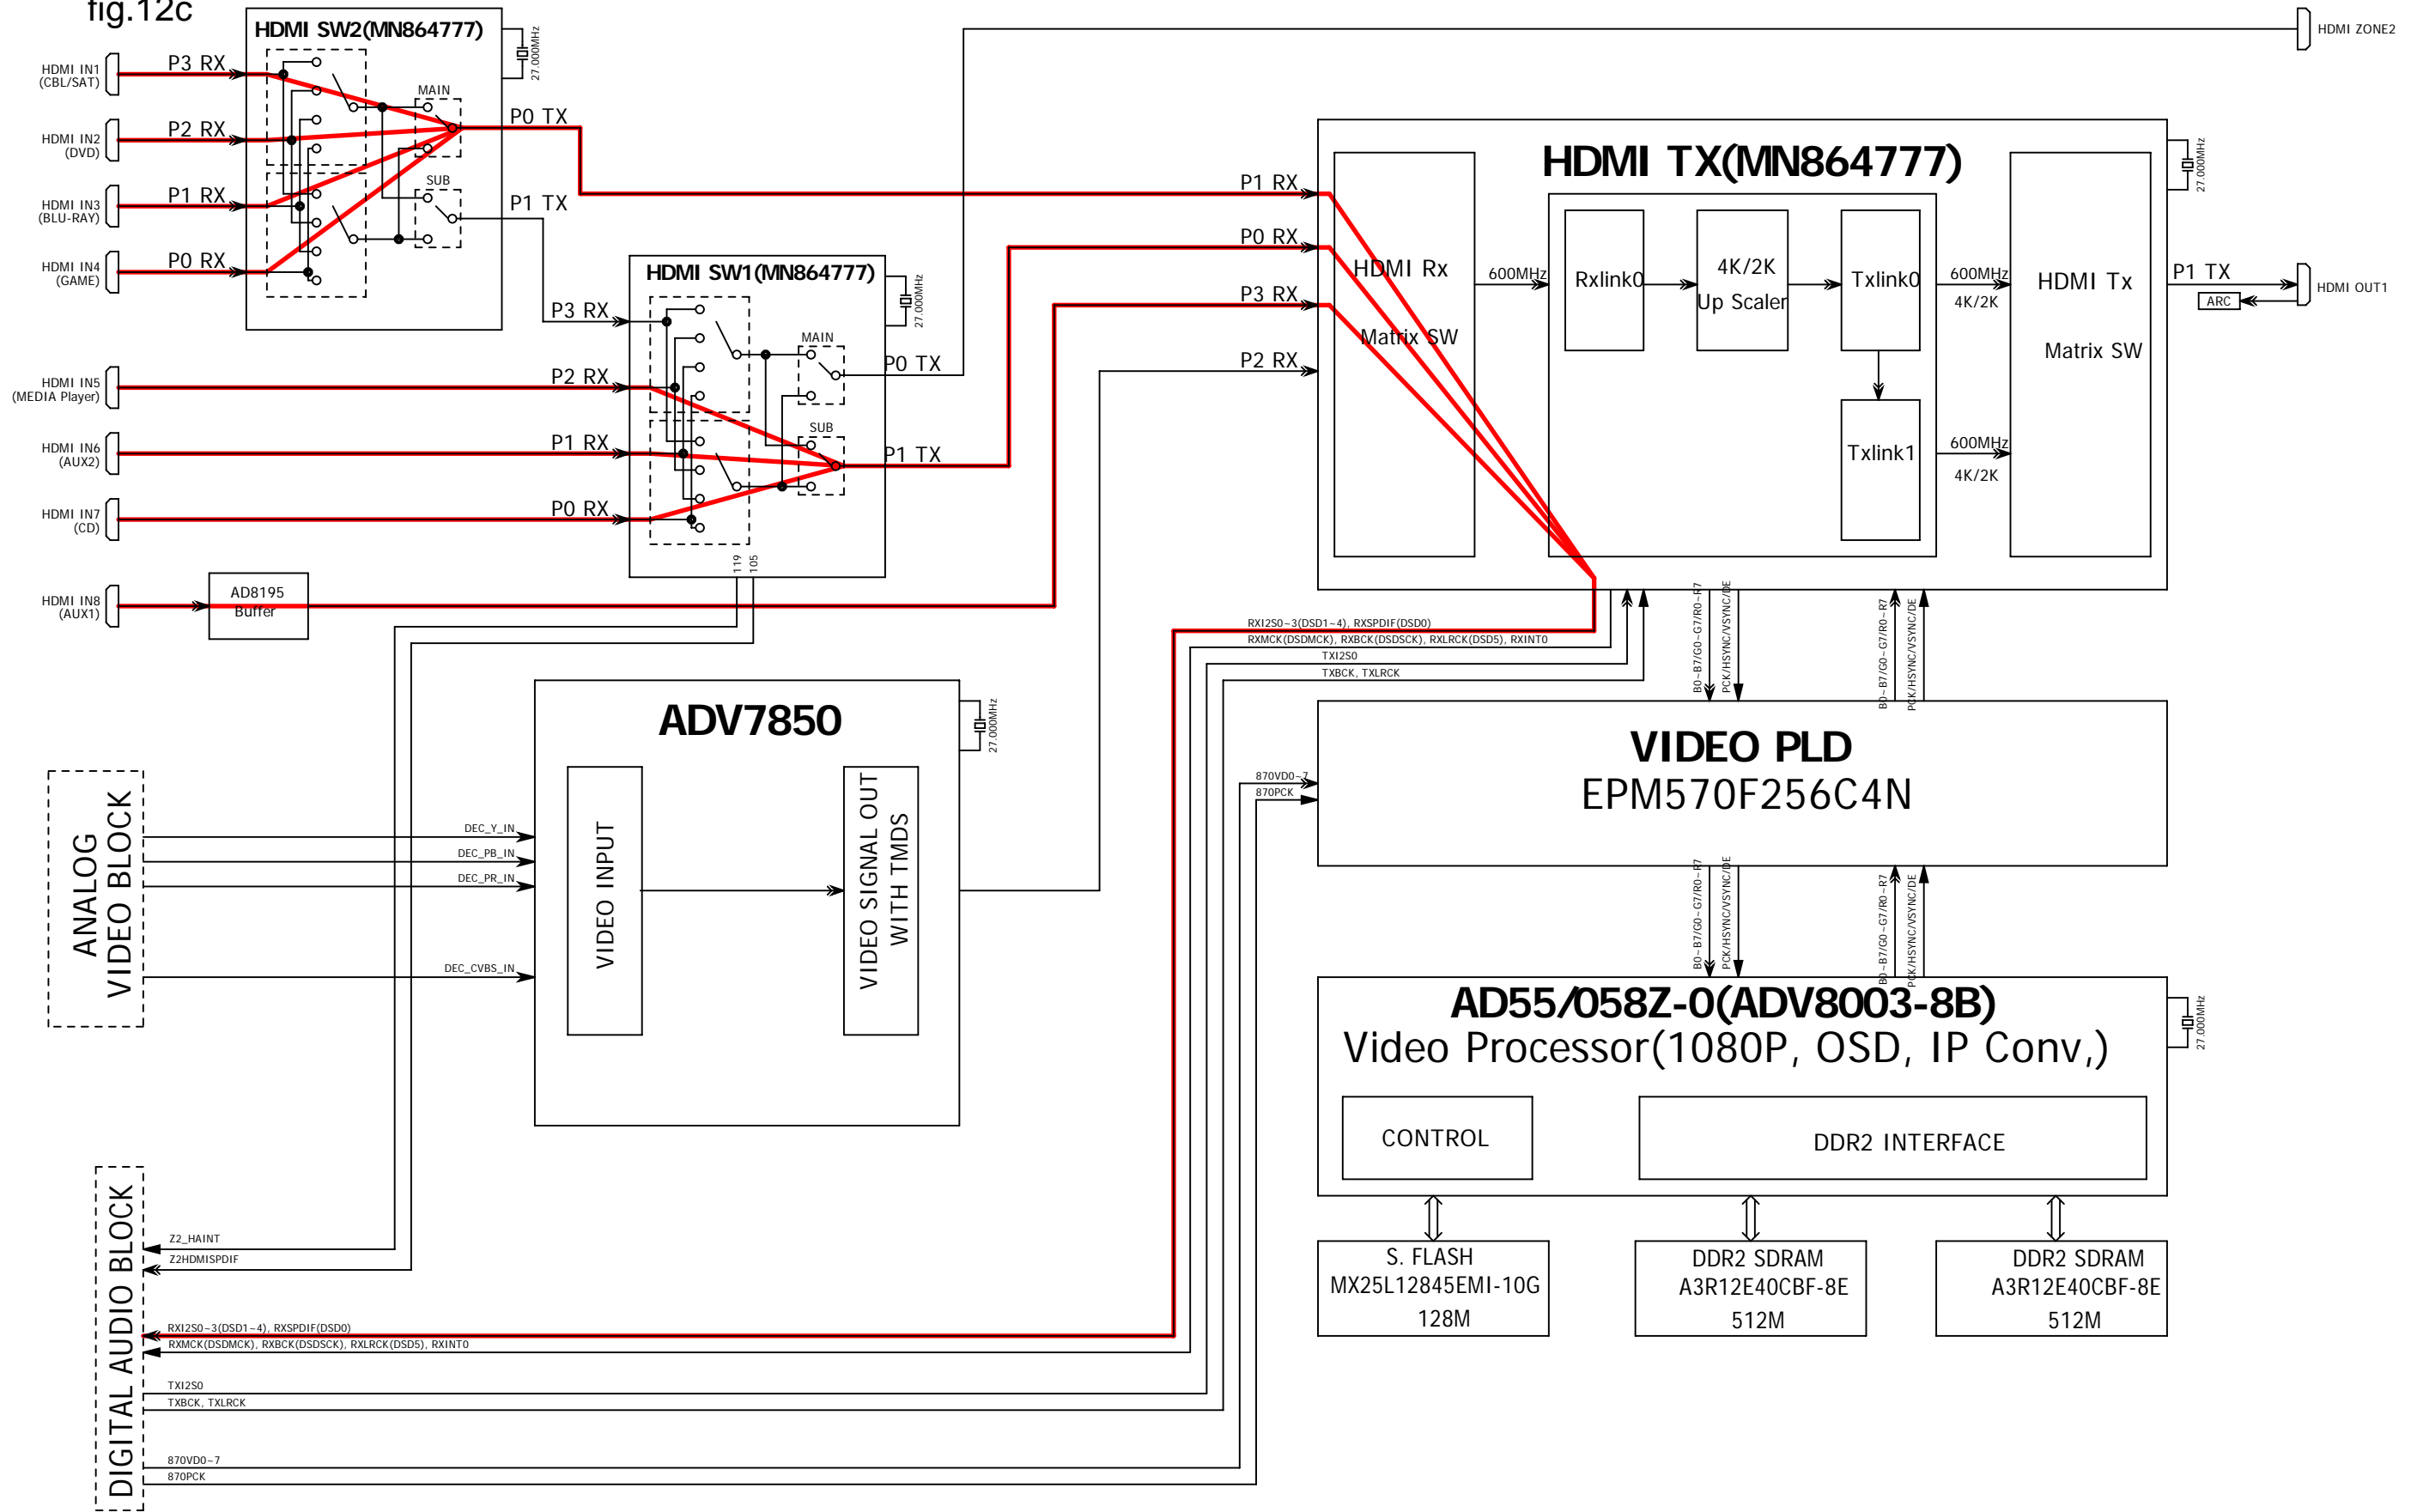 fig.12c
HDMI SW2(MN864777)
27.000MHz
HDMI ZONE2
HDMI IN1
(CBL/SAT)
P3 RX
MAIN
P0 TX
HDMI IN2
(DVD)
P2 RX
SUB
P1 TX
HDMI IN3
(BLU-RAY)
P1 RX
HDMI IN4
(GAME)
P0 RX
HDMI SW1(MN864777)
27.000MHz
P3 RX
MAIN
P0 TX
HDMI IN5
(MEDIA Player)
P2 RX
SUB
P1 TX
HDMI IN6
(AUX2)
P1 RX
HDMI IN7
(CD)
P0 RX
119
105
HDMI IN8
(AUX1)
AD8195
Buffer
HDMI TX(MN864777)
27.000MHz
P1 RX
P0 RX
P3 RX
P2 RX
HDMI Rx
Matrix SW
600MHz
Rxlink0
4K/2K
Up Scaler
Txlink0
600MHz
4K/2K
Txlink1
600MHz
4K/2K
HDMI Tx
Matrix SW
P1 TX
ARC
HDMI OUT1
RXI2S0~3(DSD1~4), RXSPDIF(DSD0)
RXMCK(DSDMCK), RXBCK(DSDSCK), RXLRCK(DSD5), RXINT0
TXI2S0
TXBCK, TXLRCK
B0~B7/G0~G7/R0~R7
PCK/HSYNC/VSYNC/DE
B0~B7/G0~G7/R0~R7
PCK/HSYNC/VSYNC/DE
ADV7850
27.000MHz
VIDEO INPUT
VIDEO SIGNAL OUT
WITH TMDS
ANALOG
VIDEO BLOCK
DEC_Y_IN
DEC_PB_IN
DEC_PR_IN
DEC_CVBS_IN
870VD0~7
870PCK
VIDEO PLD
EPM570F256C4N
B0~B7/G0~G7/R0~R7
PCK/HSYNC/VSYNC/DE
B0~B7/G0~G7/R0~R7
PCK/HSYNC/VSYNC/DE
AD55/058Z-0(ADV8003-8B)
Video Processor(1080P, OSD, IP Conv,)
27.000MHz
CONTROL
DDR2 INTERFACE
S. FLASH
MX25L12845EMI-10G
128M
DDR2 SDRAM
A3R12E40CBF-8E
512M
DDR2 SDRAM
A3R12E40CBF-8E
512M
DIGITAL AUDIO BLOCK
Z2_HAINT
Z2HDMISPDIF
RXI2S0~3(DSD1~4), RXSPDIF(DSD0)
RXMCK(DSDMCK), RXBCK(DSDSCK), RXLRCK(DSD5), RXINT0
TXI2S0
TXBCK, TXLRCK
870VD0~7
870PCK